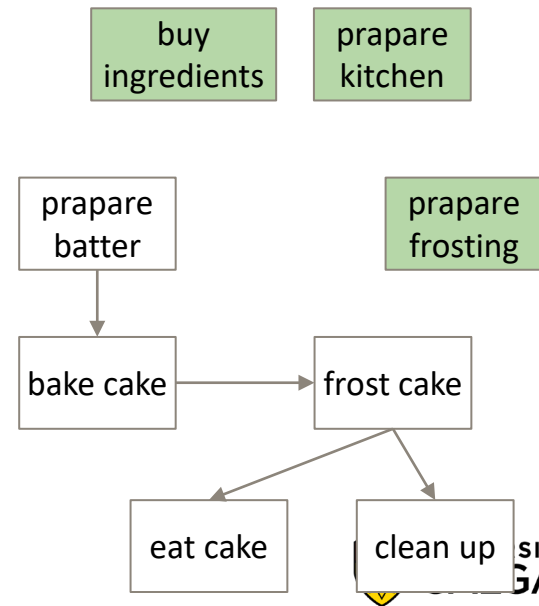 buy
ingredients
prapare
kitchen
prapare
batter
prapare
frosting
bake cake
frost cake
eat cake
clean up